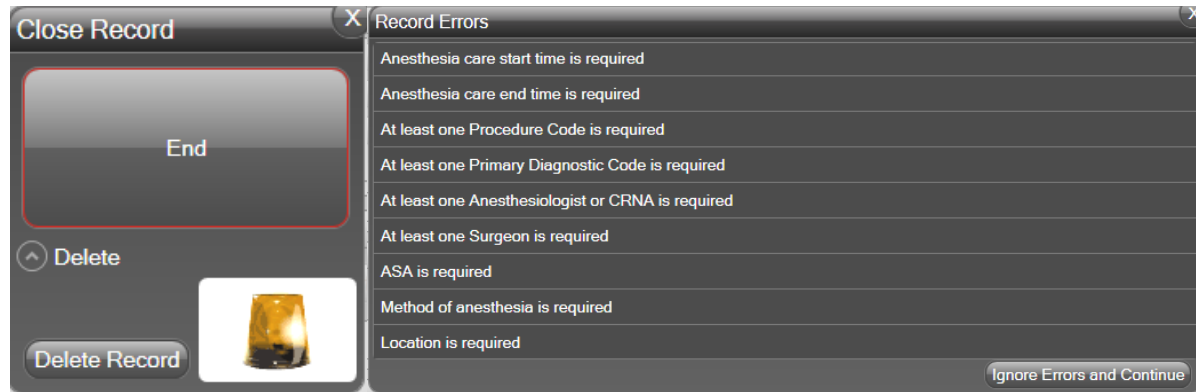 Close Record
X
End
Delete
Delete Record
Record Errors
X
Anesthesia care start time is required
Anesthesia care end time is required
At least one Procedure Code is required
At least one Primary Diagnostic Code is required
At least one Anesthesiologist or CRNA is required
At least one Surgeon is required
ASA is required
Method of anesthesia is required
Location is required
Ignore Errors and Continue